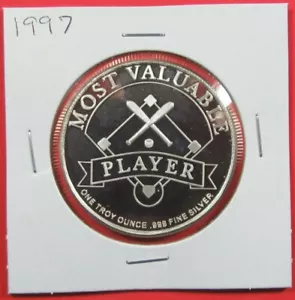 1997
MOST VALUABLE
PLAYER
ONE TROY OUNCE .999 FINE SILVER